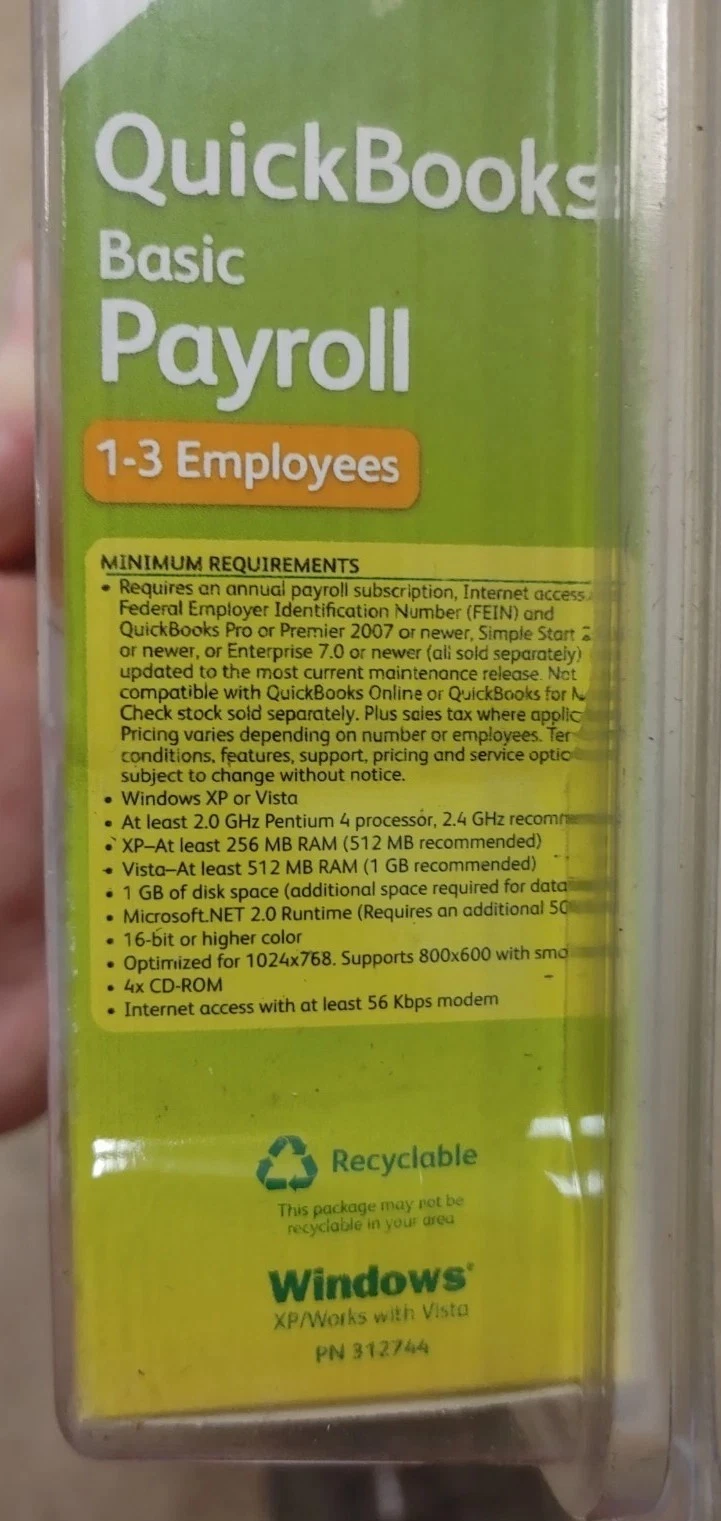 QuickBooks
Basic
Payroll
1-3 Employees
MINIMUM REQUIREMENTS
• Requires an annual payroll subscription, Internet access
Federal Employer Identification Number (FEIN) and
QuickBooks Pro or Premier 2007 or newer, Simple Start
or newer, or Enterprise 7.0 or newer (all sold separately)
updated to the most current maintenance release. Not
compatible with QuickBooks Online or QuickBooks for
Check stock sold separately. Plus sales tax where
Pricing varies depending on number or employees.
conditions, features, support, pricing and service
subject to change without notice.
• Windows XP or Vista
• At least 2.0 GHz Pentium 4 processor, 2.4 GHz
• XP–At least 256 MB RAM (512 MB recommended)
• Vista–At least 512 MB RAM (1 GB recommended)
• 1 GB of disk space (additional space required for data
• Microsoft.NET 2.0 Runtime (Requires an additional
• 16-bit or higher color
• Optimized for 1024x768. Supports 800x600 with
• 4x CD-ROM
• Internet access with at least 56 Kbps modem
Recyclable
This package may not be
recyclable in your area
Windows®
XP/Works with Vista
PN 312744